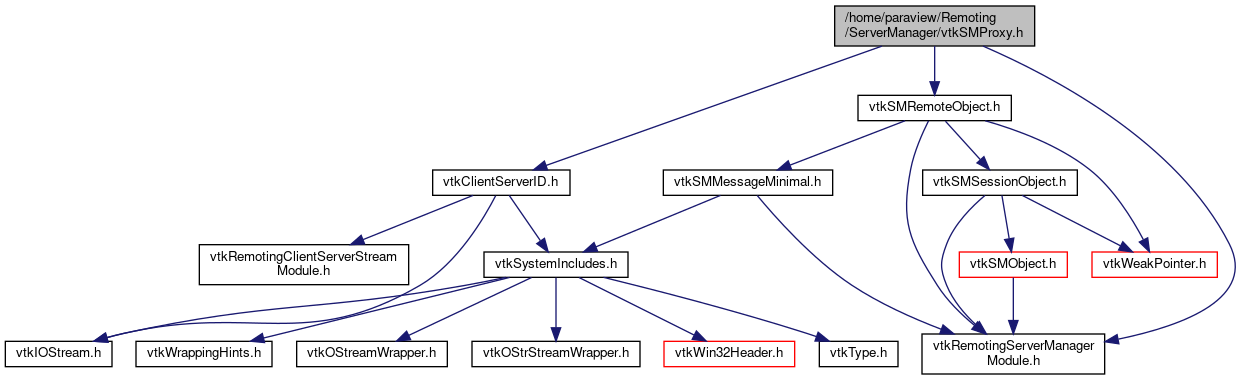 /home/paraview/Remoting
/ServerManager/vtkSMProxy.h
vtkSMRemoteObject.h
vtkClientServerID.h
vtkSMMessageMinimal.h
vtkSMSessionObject.h
vtkRemotingClientServerStream
Module.h
vtkSystemIncludes.h
vtkSMObject.h
vtkWeakPointer.h
vtkIOStream.h
vtkWrappingHints.h
vtkOStreamWrapper.h
vtkOStrStreamWrapper.h
vtkWin32Header.h
vtkType.h
vtkRemotingServerManager
Module.h